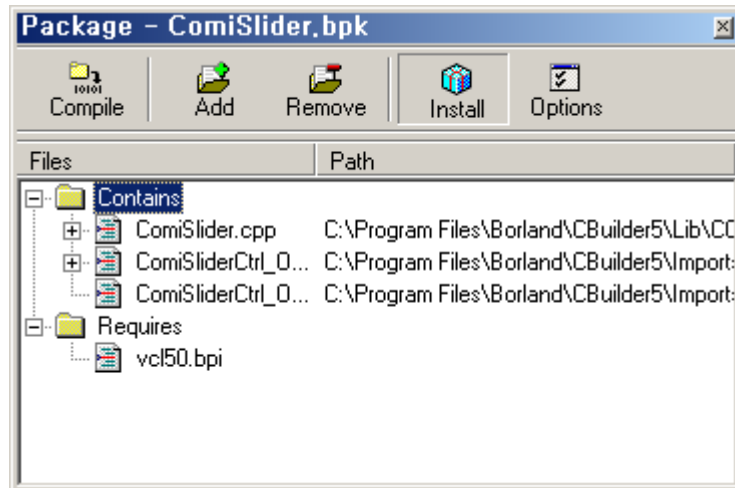 Package - ComiSlider.bpk
Compile Add Remove Install Options
Files Path
Contains
ComiSlider.cpp C:\Program Files\Borland\CBuilder5\Lib\CC
ComiSliderCtrl_O... C:\Program Files\Borland\CBuilder5\Import
ComiSliderCtrl_O... C:\Program Files\Borland\CBuilder5\Import
Requires
vcl50.bpi